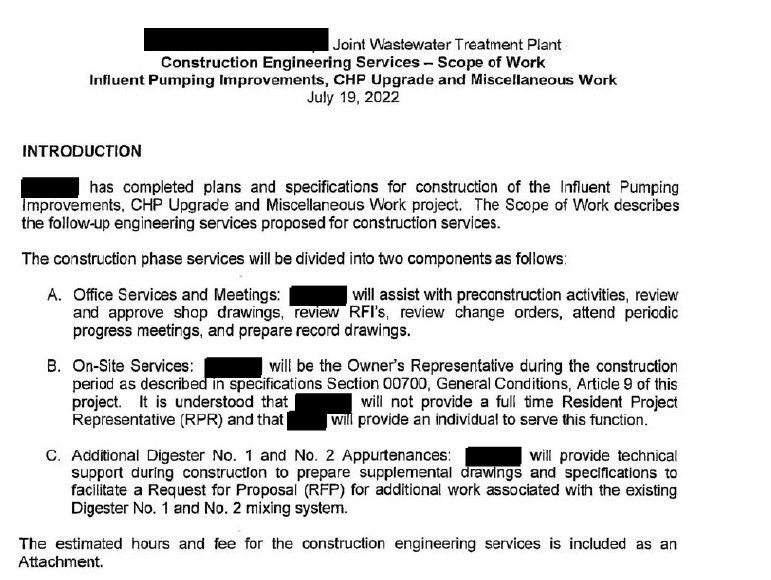 Joint Wastewater Treatment Plant
Construction Engineering Services – Scope of Work
Influent Pumping Improvements, CHP Upgrade and Miscellaneous Work
July 19, 2022
INTRODUCTION
has completed plans and specifications for construction of the Influent Pumping
Improvements, CHP Upgrade and Miscellaneous Work project. The Scope of Work describes
the follow-up engineering services proposed for construction services.
The construction phase services will be divided into two components as follows:
A. Office Services and Meetings: will assist with preconstruction activities, review
and approve shop drawings, review RFI's, review change orders, attend periodic
progress meetings, and prepare record drawings.
B. On-Site Services: will be the Owner's Representative during the construction
period as described in specifications Section 00700, General Conditions, Article 9 of this
project. It is understood that will not provide a full time Resident Project
Representative (RPR) and that will provide an individual to serve this function.
C. Additional Digester No. 1 and No. 2 Appurtenances: will provide technical
support during construction to prepare supplemental drawings and specifications to
facilitate a Request for Proposal (RFP) for additional work associated with the existing
Digester No. 1 and No. 2 mixing system.
The estimated hours and fee for the construction engineering services is included as an
Attachment.